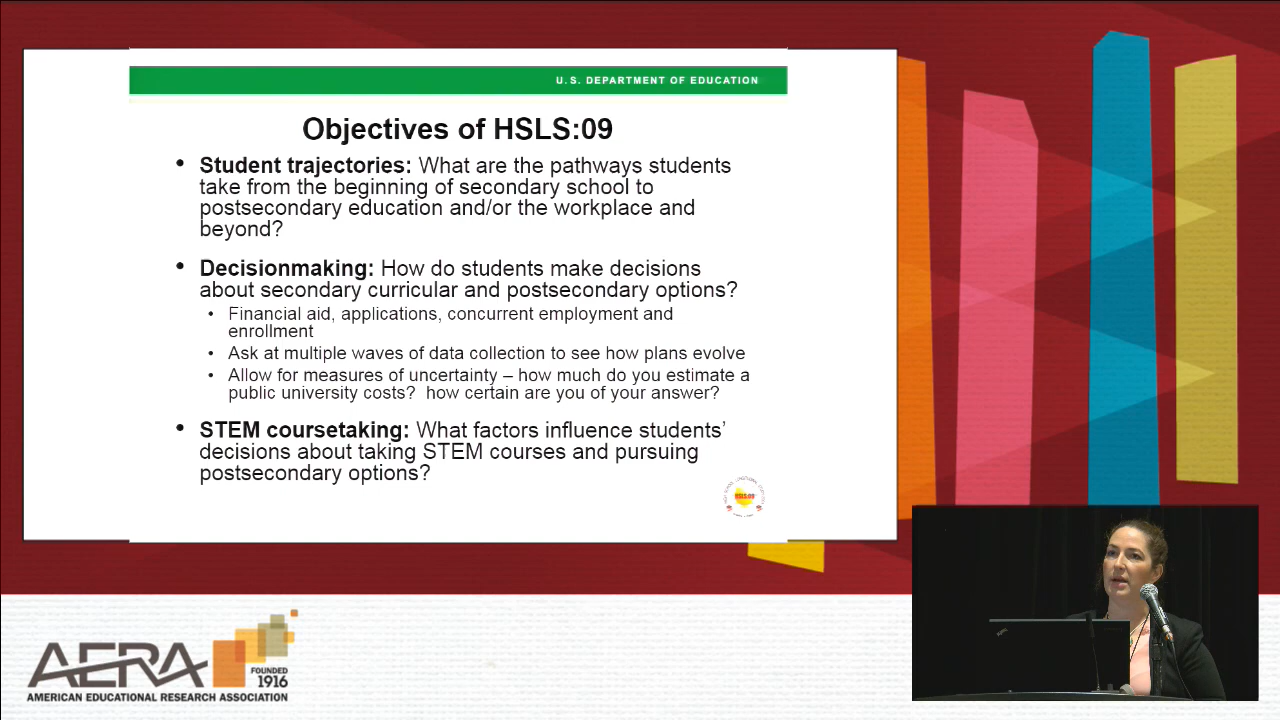 U.S. DEPARTMENT OF EDUCATION
Objectives of HSLS:09
• Student trajectories: What are the pathways students
take from the beginning of secondary school to
postsecondary education and/or the workplace and
beyond?
• Decisionmaking: How do students make decisions
about secondary curricular and postsecondary options?
• Financial aid, applications, concurrent employment and
enrollment
• Ask at multiple waves of data collection to see how plans evolve
• Allow for measures of uncertainty – how much do you estimate a
public university costs?  how certain are you of your answer?
• STEM coursetaking: What factors influence students’
decisions about taking STEM courses and pursuing
postsecondary options?
HSLS:09
AERA
FOUNDED
1916
AMERICAN EDUCATIONAL RESEARCH ASSOCIATION